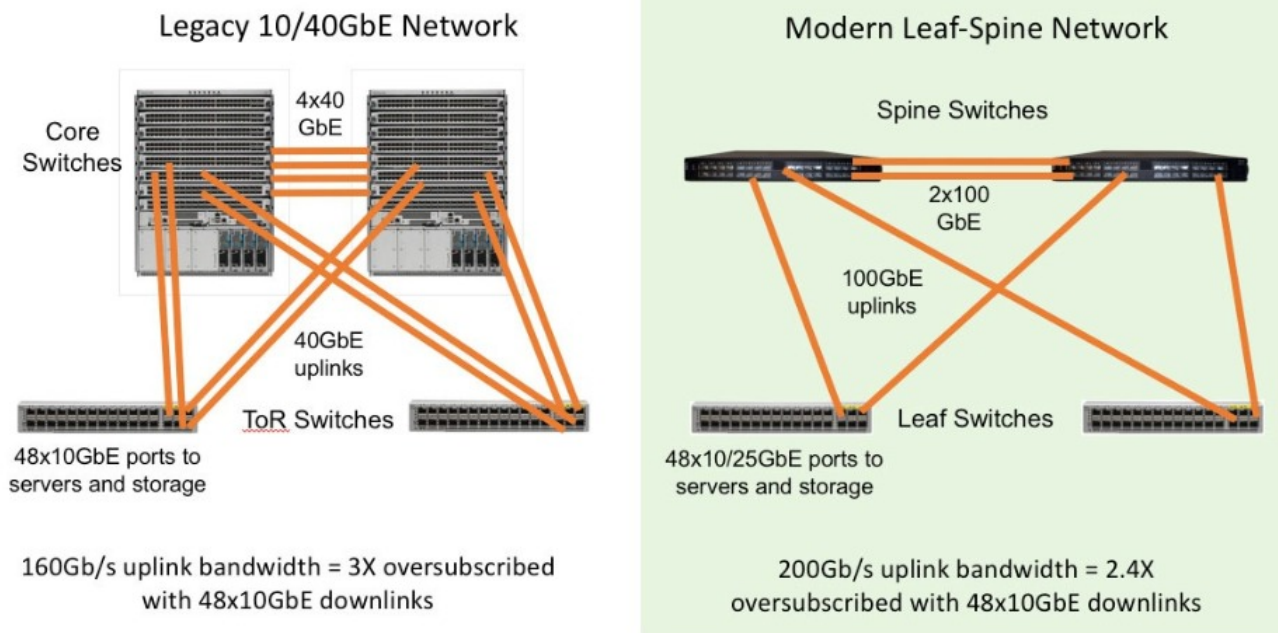 Legacy 10/40GbE Network
4x40
GbE
Core
Switches
40GbE
uplinks
ToR Switches
48x10GbE ports to
servers and storage
160Gb/s uplink bandwidth = 3X oversubscribed
with 48x10GbE downlinks
Modern Leaf-Spine Network
Spine Switches
2x100
GbE
100GbE
uplinks
Leaf Switches
48x10/25GbE ports to
servers and storage
200Gb/s uplink bandwidth = 2.4X
oversubscribed with 48x10GbE downlinks